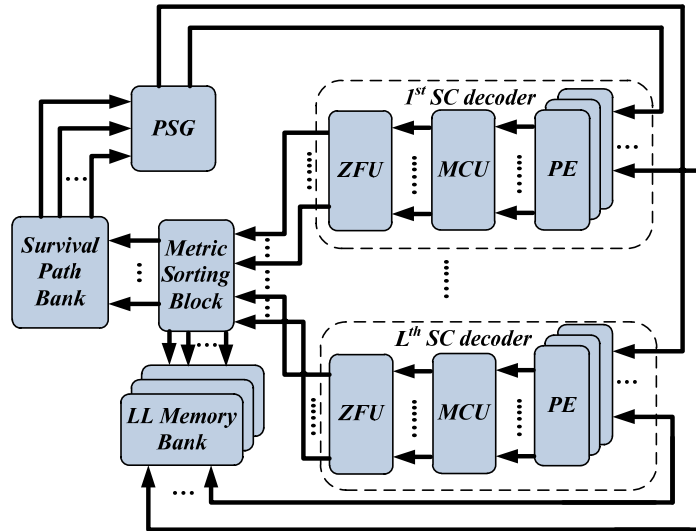 PSG
1st SC decoder
ZFU
MCU
PE
Survival
Path
Bank
Metric
Sorting
Block
Lth SC decoder
ZFU
MCU
PE
LL Memory
Bank